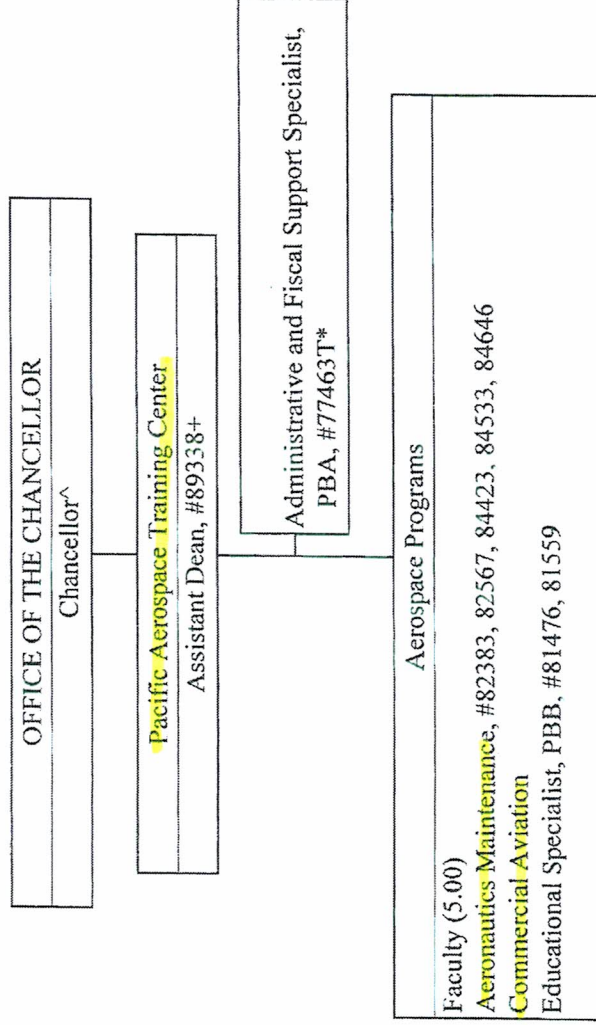 OFFICE OF THE CHANCELLOR
Chancellor^
Pacific Aerospace Training Center
Assistant Dean, #89338+
Administrative and Fiscal Support Specialist,
PBA, #77463T*
Aerospace Programs
Faculty (5.00)
Aeronautics Maintenance, #82383, 82567, 84423, 84533, 84646
Commercial Aviation
Educational Specialist, PBB, #81476, 81559